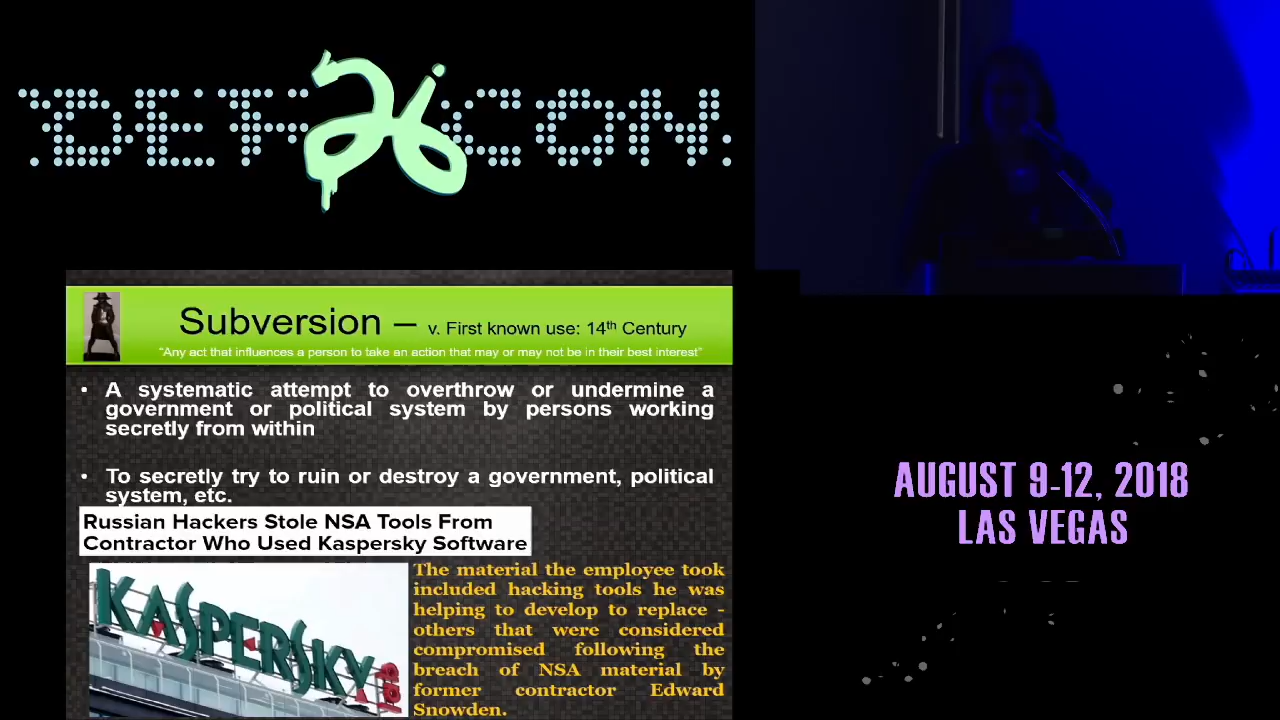 DEF 26 CON
Subversion – v. First known use: 14th Century
“Any act that influences a person to take an action that may or may not be in their best interest”
• A systematic attempt to overthrow or undermine a
government or political system by persons working
secretly from within
• To secretly try to ruin or destroy a government, political
system, etc.
Russian Hackers Stole NSA Tools From
Contractor Who Used Kaspersky Software
KASPERSKY
The material the employee took
included hacking tools he was
helping to develop to replace -
others that were considered
compromised following the
breach of NSA material by
former contractor Edward
Snowden.
AUGUST 9-12, 2018
LAS VEGAS